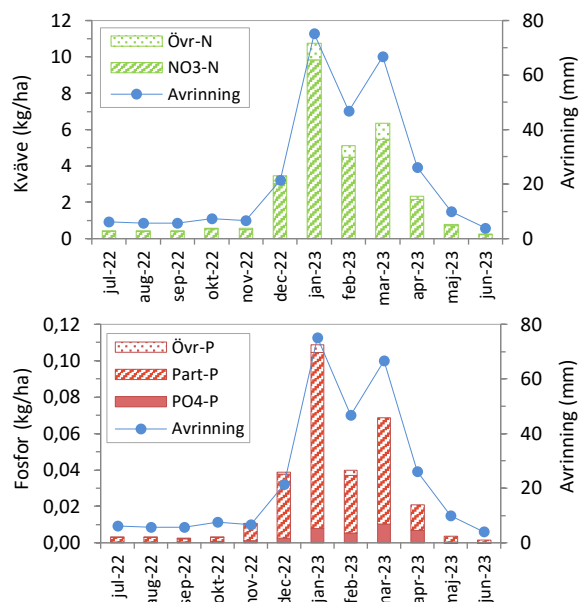 Kväve (kg/ha)
12
10
8
6
4
2
0
Övr-N
NO3-N
Avrinning
80
60
40
20
0
Avrinning (mm)
jul-22
aug-22
sep-22
okt-22
nov-22
dec-22
jan-23
feb-23
mar-23
apr-23
maj-23
jun-23
Fosfor (kg/ha)
0,12
0,10
0,08
0,06
0,04
0,02
0,00
Övr-P
Part-P
PO4-P
Avrinning
80
60
40
20
0
Avrinning (mm)
jul-22
aug-22
sep-22
okt-22
nov-22
dec-22
jan-23
feb-23
mar-23
apr-23
maj-23
jun-23